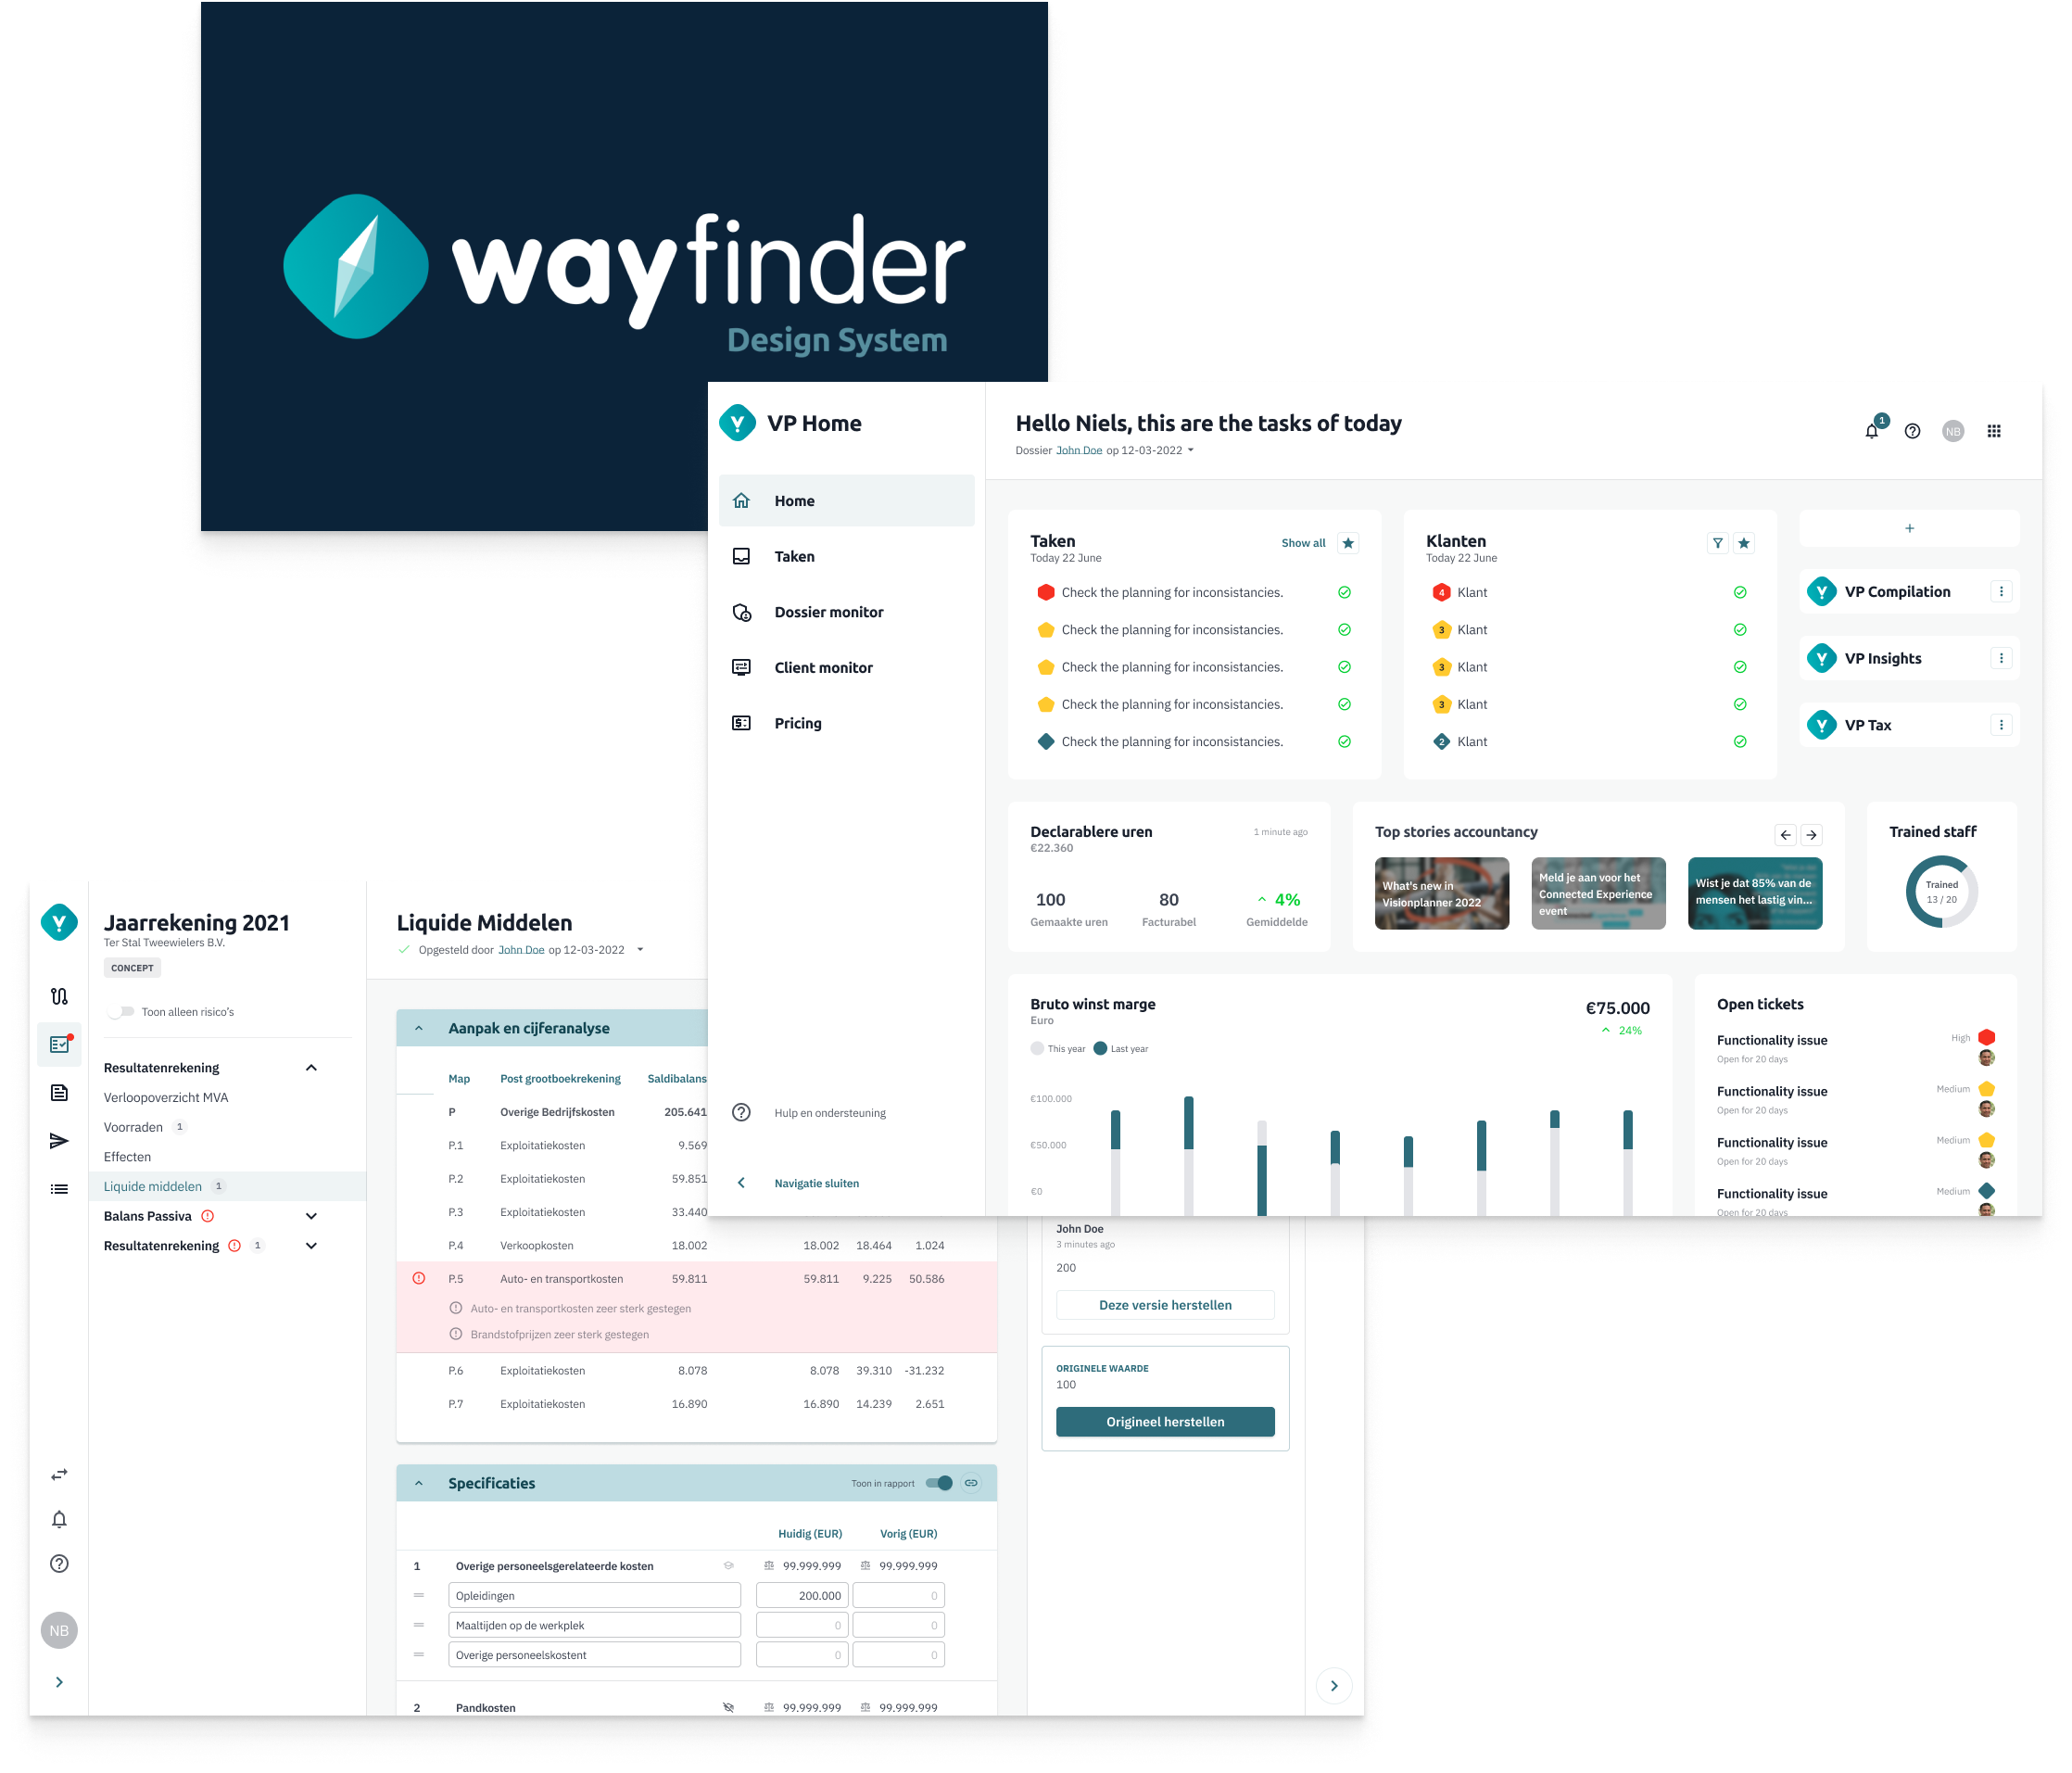 wayfinder
Design System
VP Home
Home
Taken
Dossier monitor
Client monitor
Pricing
Hulp en ondersteuning
Navigatie sluiten
Hello Niels, this are the tasks of today
Dossier John Doe op 12-03-2022
1
NB
Taken
Show all
Today 22 June
Check the planning for inconsistancies.
Check the planning for inconsistancies.
Check the planning for inconsistancies.
Check the planning for inconsistancies.
Check the planning for inconsistancies.
Klanten
Today 22 June
4 Klant
3 Klant
3 Klant
3 Klant
2 Klant
+
VP Compilation
VP Insights
VP Tax
Declarablere uren
1 minute ago
€22.360
100 80 4%
Gemaakte uren Facturabel Gemiddelde
Top stories accountancy
What's new in
Visionplanner 2022
Meld je aan voor het
Connected Experience
event
Wist je dat 85% van de
mensen het lastig vin...
Trained staff
Trained
13 / 20
Bruto winst marge
Euro
This year Last year
€75.000
24%
€100.000
€50.000
€0
Open tickets
Functionality issue High
Open for 20 days
Functionality issue Medium
Open for 20 days
Functionality issue Medium
Open for 20 days
Functionality issue Medium
Open for 20 days
Jaarrekening 2021
Ter Stal Tweewielers B.V.
CONCEPT
Toon alleen risico's
Resultatenrekening
Verloopoverzicht MVA
Voorraden 1
Effecten
Liquide middelen 1
Balans Passiva
Resultatenrekening 1
NB
Liquide Middelen
Opgesteld door John Doe op 12-03-2022
Aanpak en cijferanalyse
Map Post grootboekrekening Saldibalans
P Overige Bedrijfskosten 205.641
P.1 Exploitatiekosten 9.569
P.2 Exploitatiekosten 59.851
P.3 Exploitatiekosten 33.440
P.4 Verkoopkosten 18.002 18.002 18.464 1.024
P.5 Auto- en transportkosten 59.811 59.811 9.225 50.586
Auto- en transportkosten zeer sterk gestegen
Brandstofprijzen zeer sterk gestegen
P.6 Exploitatiekosten 8.078 8.078 39.310 -31.232
P.7 Exploitatiekosten 16.890 16.890 14.239 2.651
Specificaties
Toon in rapport
Huidig (EUR) Vorig (EUR)
1 Overige personeelsgerelateerde kosten 99.999.999 99.999.999
Opleidingen 200.000 0
Maaltijden op de werkplek 0 0
Overige personeelskostent 0 0
2 Pandkosten 99.999.999 99.999.999
John Doe
3 minutes ago
200
Deze versie herstellen
ORIGINELE WAARDE
100
Origineel herstellen